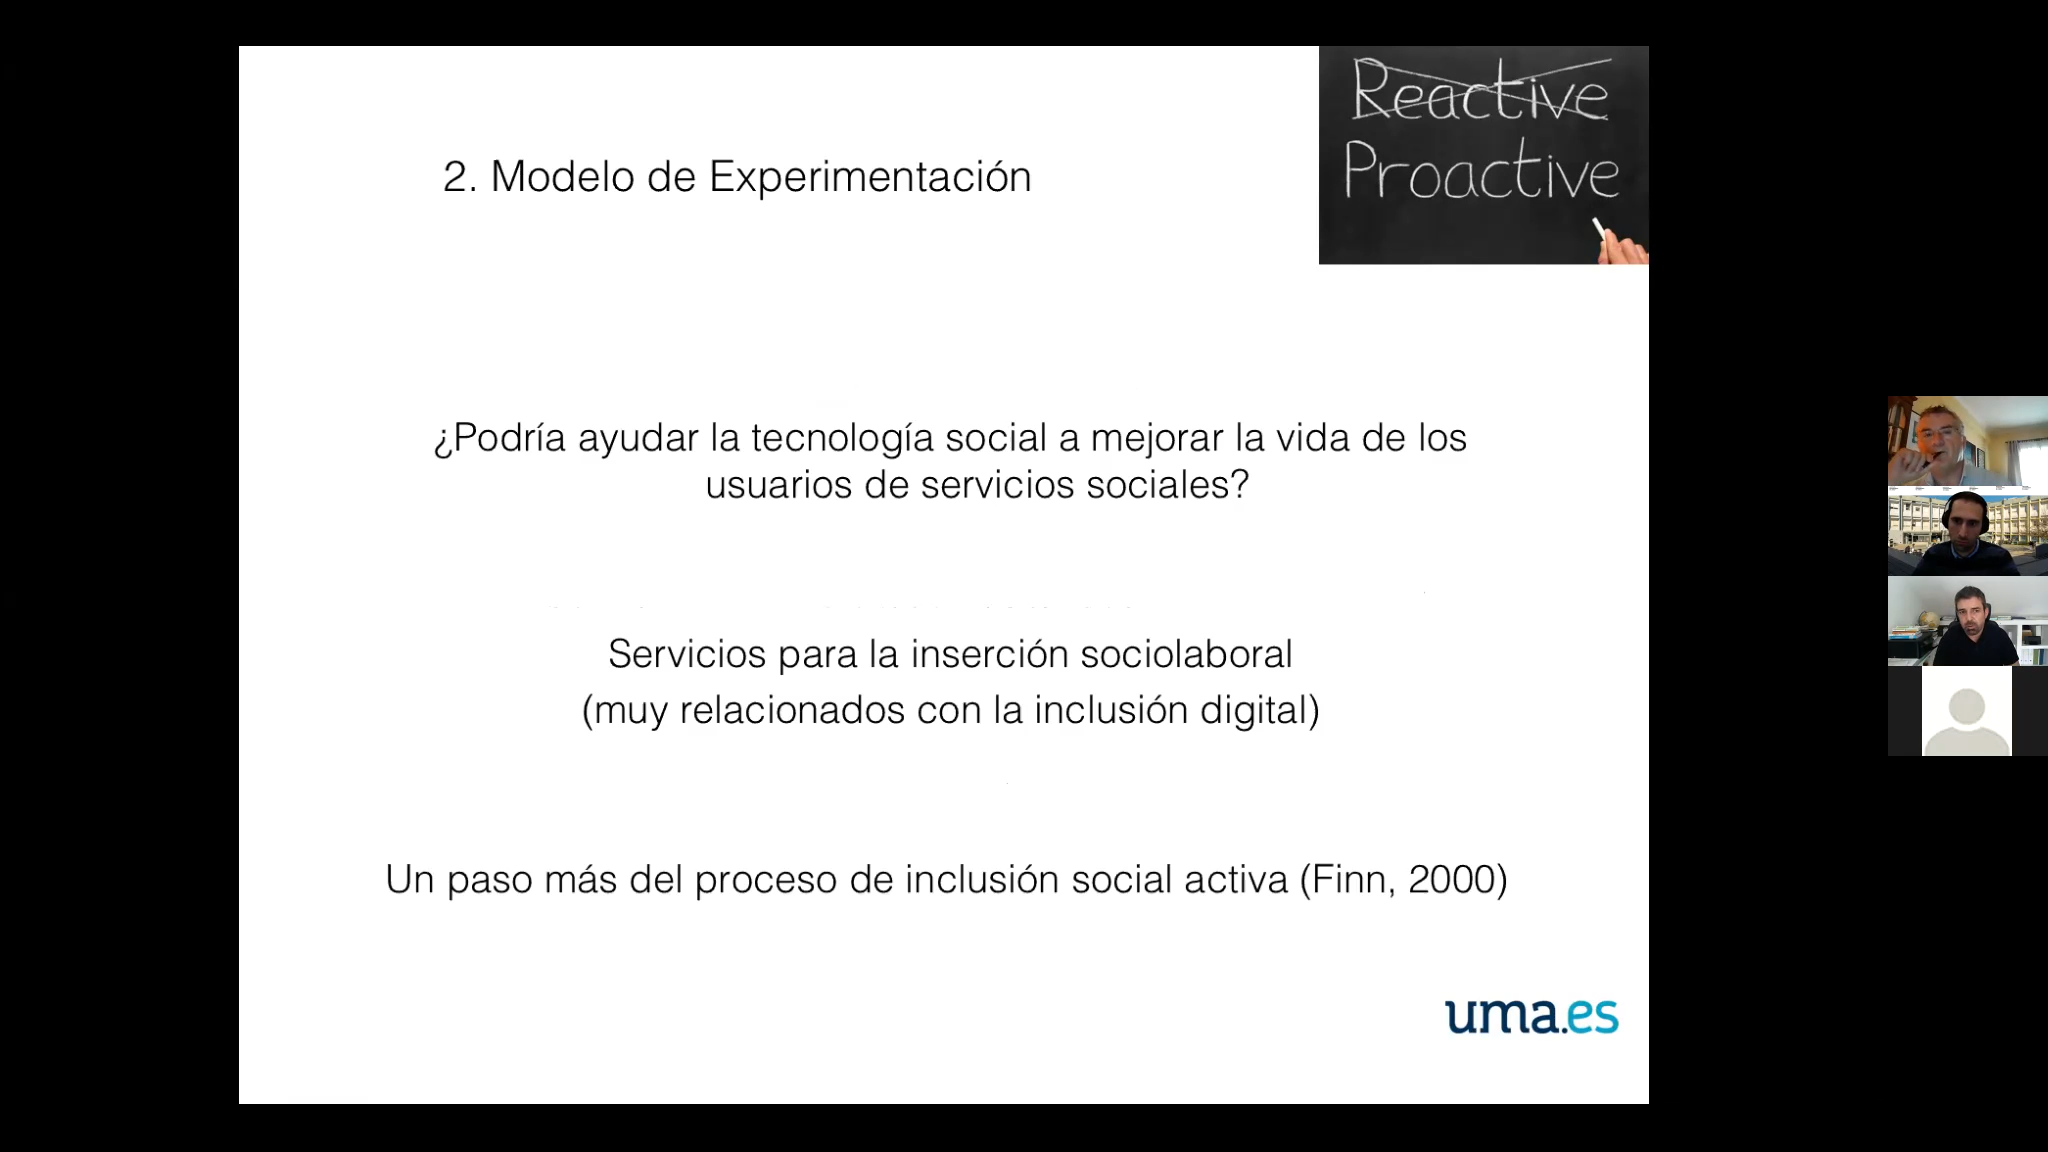 Reactive
Proactive
2. Modelo de Experimentación
¿Podría ayudar la tecnología social a mejorar la vida de los
usuarios de servicios sociales?
Servicios para la inserción sociolaboral
(muy relacionados con la inclusión digital)
Un paso más del proceso de inclusión social activa (Finn, 2000)
uma.es